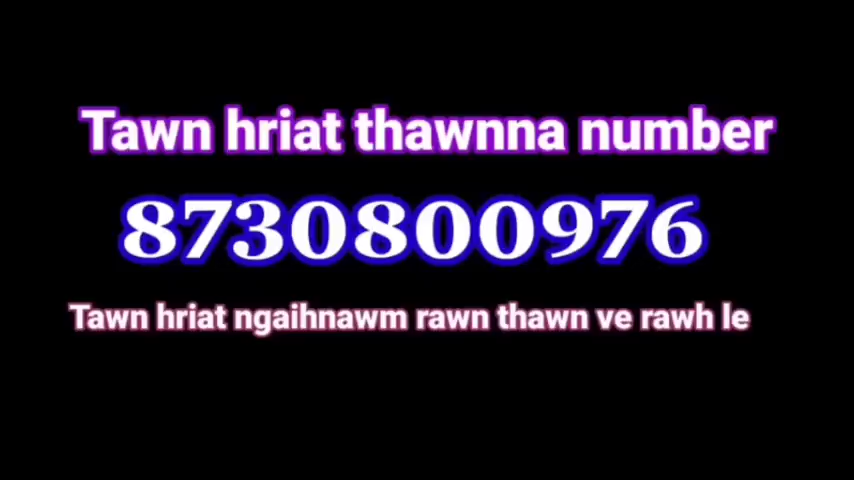 Tawn hriat thawnna number
8730800976
Tawn hriat ngaihnawm rawn thawn ve rawh le